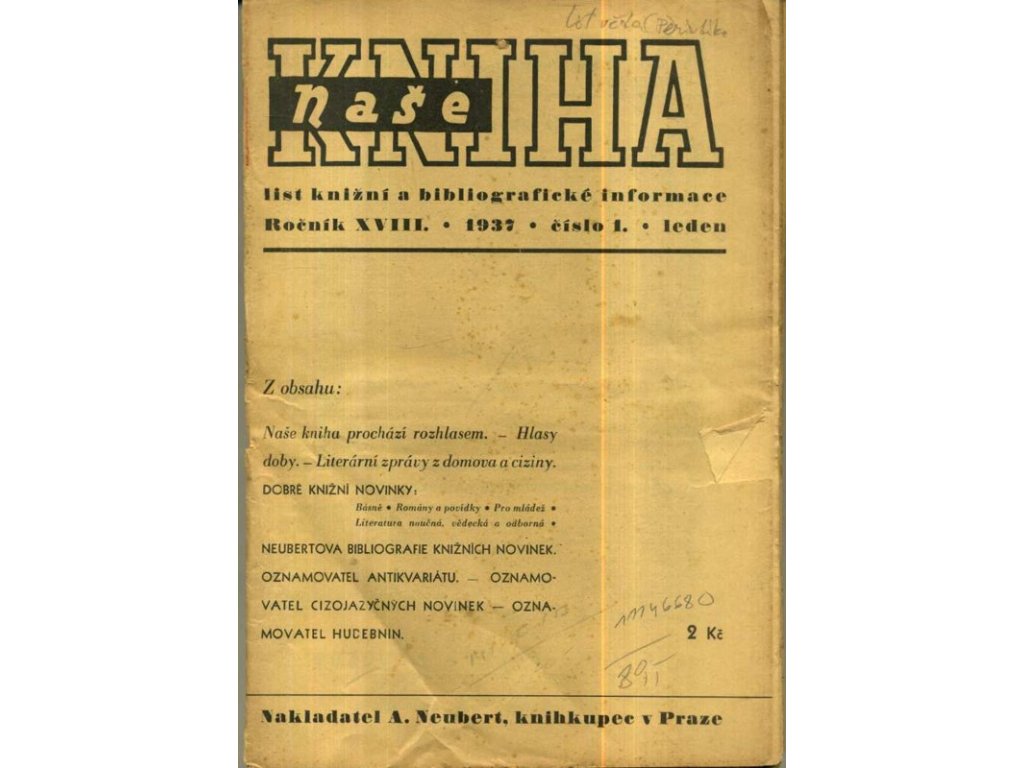 naše
KNIHA
list knižní a bibliografické informace
Ročník XVIII. • 1937 • číslo 1. • leden
Z obsahu:
Naše kniha prochází rozhlasem. – Hlasy
doby. – Literární zprávy z domova a ciziny.
DOBRÉ KNIŽNÍ NOVINKY:
Básně • Romány a povídky • Pro mládež •
Literatura naučná, vědecká a odborná •
NEUBERTOVA BIBLIOGRAFIE KNIŽNÍCH NOVINEK.
OZNAMOVATEL ANTIKVARIÁTU. — OZNAMO-
VATEL CIZOJAZYČNÝCH NOVINEK — OZNA-
MOVATEL HUDEBNIN.
2 Kč
Nakladatel A. Neubert, knihkupec v Praze